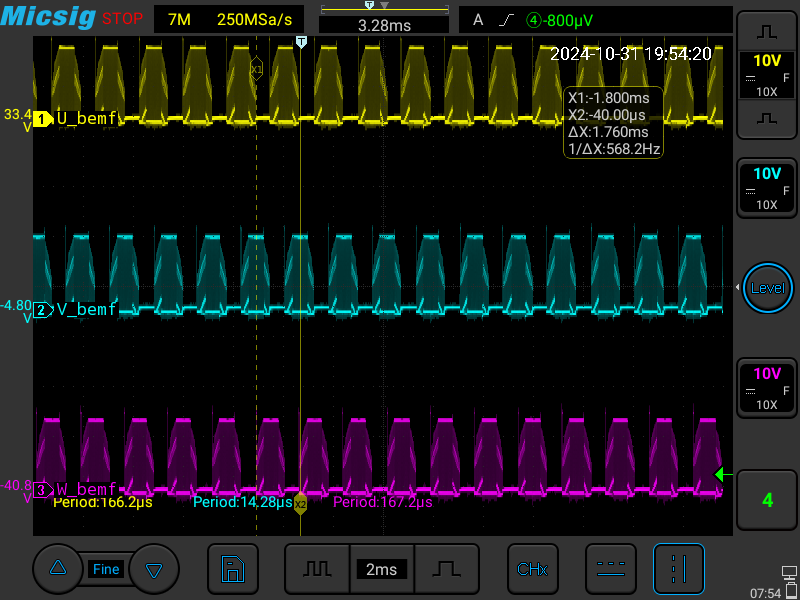 Micsig STOP 7M 250MSa/s 3.28ms A ④-800μV
T
T
2024-10-31 19:54:20
X1
X1:-1.800ms
X2:-40.00μs
ΔX:1.760ms
1/ΔX:568.2Hz
33.4
V
1 U_bemf
10V
F
10X
-4.80
V
2 V_bemf
10V
F
10X
Level
-40.8
V
3 W_bemf
10V
F
10X
Period:166.2μs Period:14.28μs X2 Period:167.2μs
4
Fine 2ms CHx
07:54